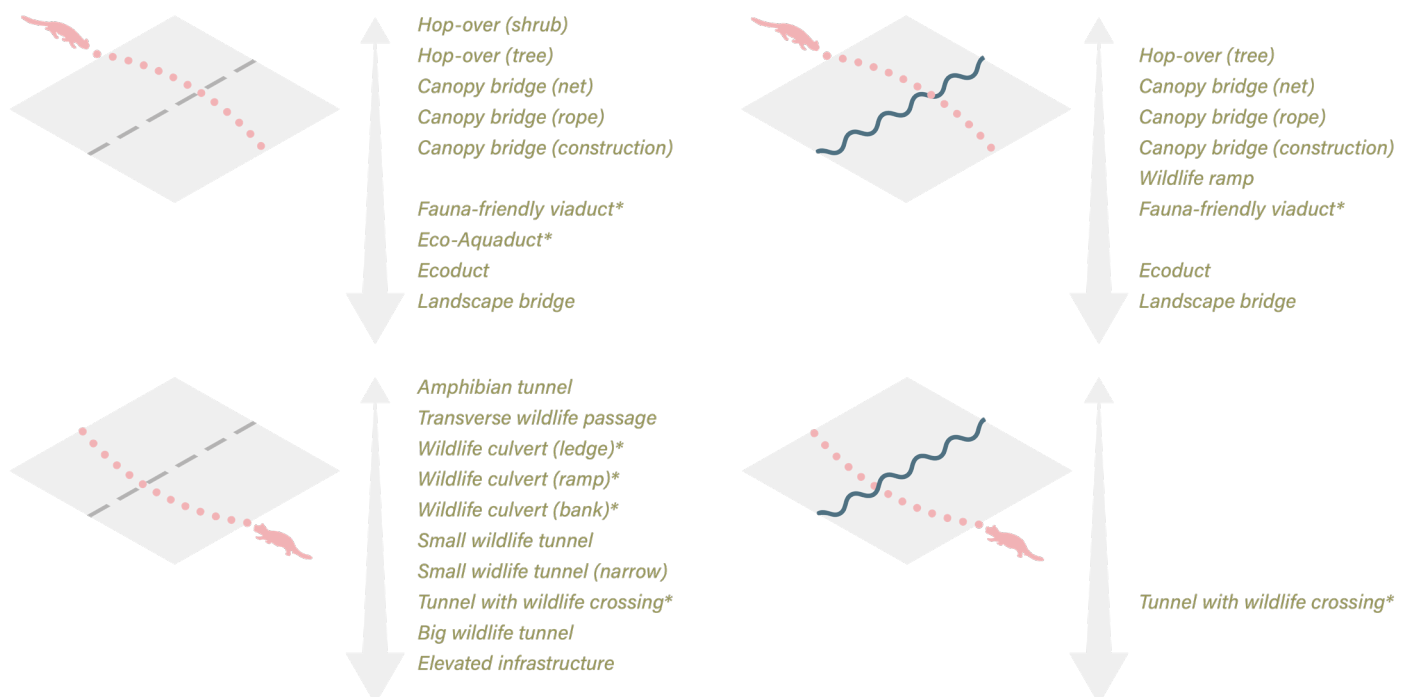 Hop-over (shrub)
Hop-over (tree)
Canopy bridge (net)
Canopy bridge (rope)
Canopy bridge (construction)
Fauna-friendly viaduct*
Eco-Aquaduct*
Ecoduct
Landscape bridge
Hop-over (tree)
Canopy bridge (net)
Canopy bridge (rope)
Canopy bridge (construction)
Wildlife ramp
Fauna-friendly viaduct*
Ecoduct
Landscape bridge
Amphibian tunnel
Transverse wildlife passage
Wildlife culvert (ledge)*
Wildlife culvert (ramp)*
Wildlife culvert (bank)*
Small wildlife tunnel
Small widlife tunnel (narrow)
Tunnel with wildlife crossing*
Big wildlife tunnel
Elevated infrastructure
Tunnel with wildlife crossing*